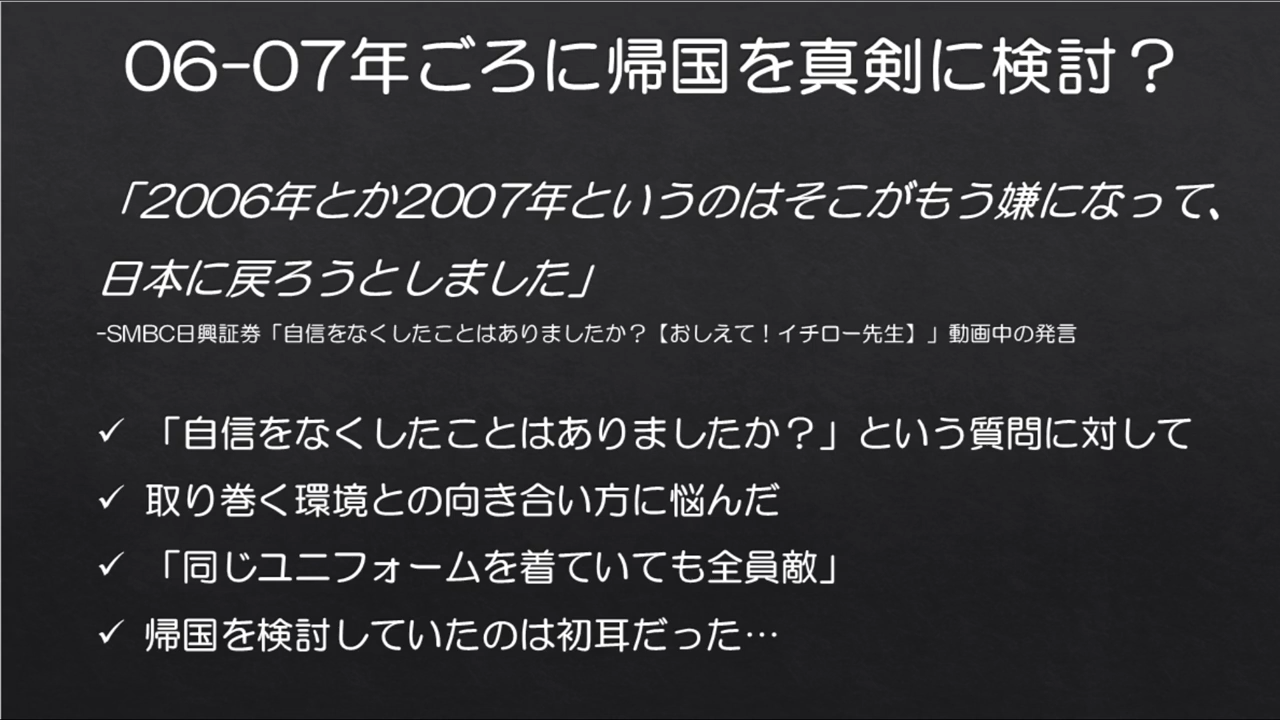 06-07年ごろに帰国を真剣に検討？
「2006年とか2007年というのはそこがもう嫌になって、
日本に戻ろうとしました」
-SMBC日興証券「自信をなくしたことはありましたか？【おしえて！イチロー先生】」動画中の発言
✓ 「自信をなくしたことはありましたか？」という質問に対して
✓ 取り巻く環境との向き合い方に悩んだ
✓ 「同じユニフォームを着ていても全員敵」
✓ 帰国を検討していたのは初耳だった…